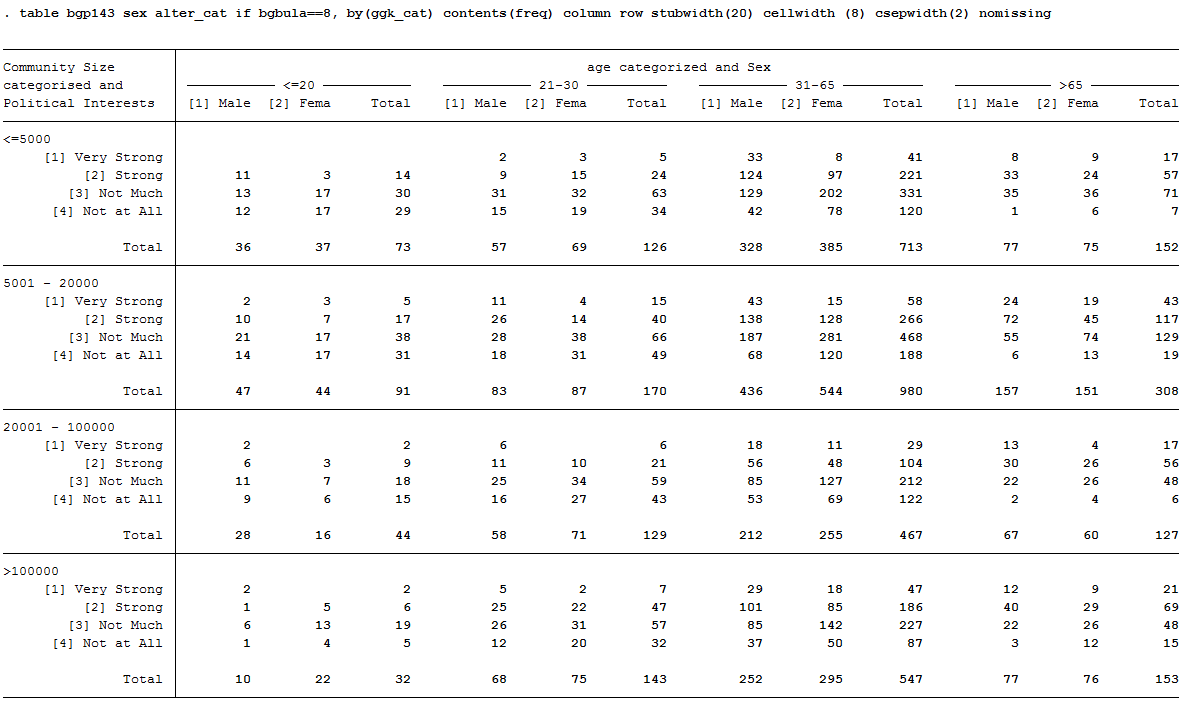 . table bgp143 sex alter_cat if bgbula==8, by(ggk_cat) contents(freq) column row stubwidth(20) cellwidth (8) csepwidth(2) nomissing
Community Size age categorized and Sex
categorised and <=20 21-30 31-65 >65
Political Interests [1] Male [2] Fema Total [1] Male [2] Fema Total [1] Male [2] Fema Total [1] Male [2] Fema Total
<=5000
[1] Very Strong 2 3 5 33 8 41 8 9 17
[2] Strong 11 3 14 9 15 24 124 97 221 33 24 57
[3] Not Much 13 17 30 31 32 63 129 202 331 35 36 71
[4] Not at All 12 17 29 15 19 34 42 78 120 1 6 7
Total 36 37 73 57 69 126 328 385 713 77 75 152
5001 - 20000
[1] Very Strong 2 3 5 11 4 15 43 15 58 24 19 43
[2] Strong 10 7 17 26 14 40 138 128 266 72 45 117
[3] Not Much 21 17 38 28 38 66 187 281 468 55 74 129
[4] Not at All 14 17 31 18 31 49 68 120 188 6 13 19
Total 47 44 91 83 87 170 436 544 980 157 151 308
20001 - 100000
[1] Very Strong 2 2 6 6 18 11 29 13 4 17
[2] Strong 6 3 9 11 10 21 56 48 104 30 26 56
[3] Not Much 11 7 18 25 34 59 85 127 212 22 26 48
[4] Not at All 9 6 15 16 27 43 53 69 122 2 4 6
Total 28 16 44 58 71 129 212 255 467 67 60 127
>100000
[1] Very Strong 2 2 5 2 7 29 18 47 12 9 21
[2] Strong 1 5 6 25 22 47 101 85 186 40 29 69
[3] Not Much 6 13 19 26 31 57 85 142 227 22 26 48
[4] Not at All 1 4 5 12 20 32 37 50 87 3 12 15
Total 10 22 32 68 75 143 252 295 547 77 76 153